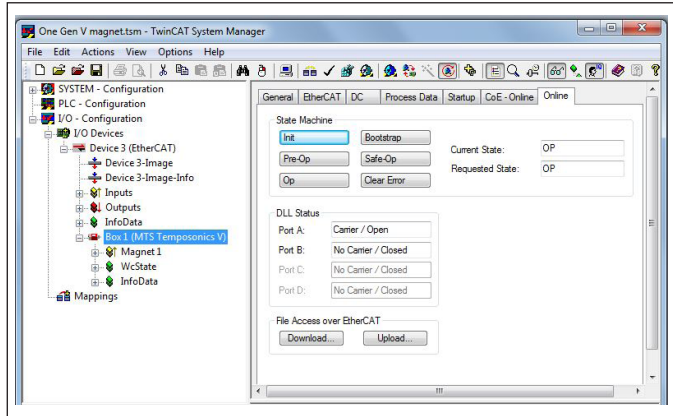 One Gen V magnet.tsm - TwinCAT System Manager
File Edit Actions View Options Help
SYSTEM - Configuration
PLC - Configuration
I/O - Configuration
I/O Devices
Device 3 (EtherCAT)
Device 3-Image
Device 3-Image-Info
Inputs
Outputs
InfoData
Box 1 (MTS Temposonics V)
Magnet 1
WcState
InfoData
Mappings
General EtherCAT DC Process Data Startup CoE - Online Online
State Machine
Init Bootstrap
Pre-Op Safe-Op
Op Clear Error
Current State: OP
Requested State: OP
DLL Status
Port A: Carrier / Open
Port B: No Carrier / Closed
Port C: No Carrier / Closed
Port D: No Carrier / Closed
File Access over EtherCAT
Download... Upload...